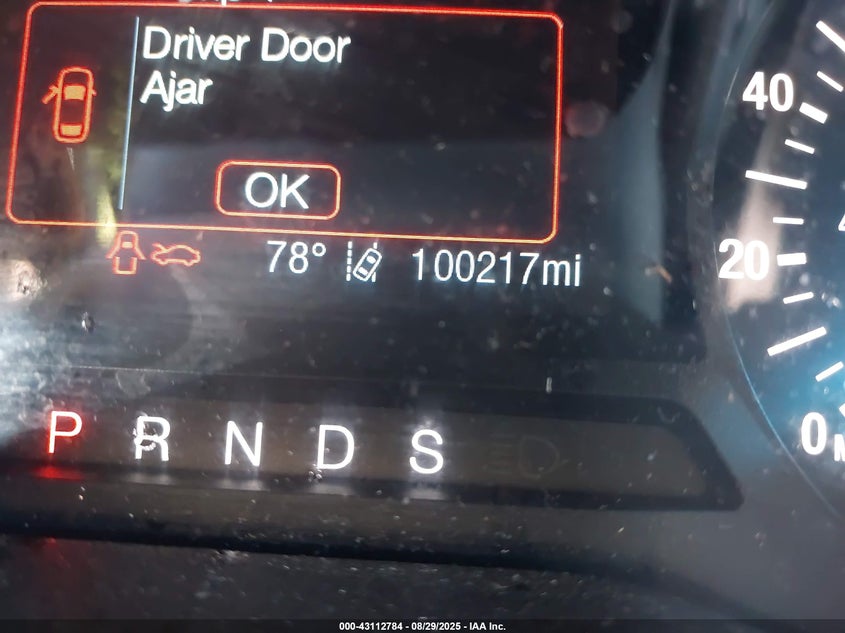 Driver Door
Ajar
OK
78° 100217mi
40
20
0
P R N D S
000-43112784 - 08/29/2025 - IAA Inc.